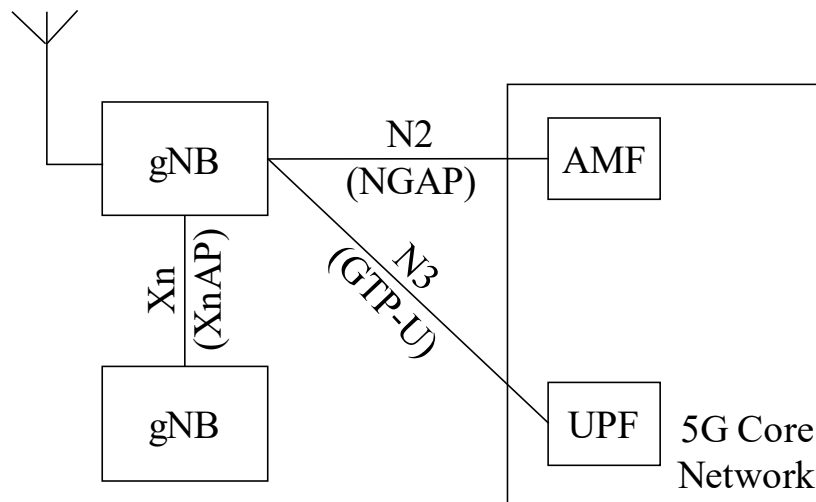 gNB
N2
(NGAP)
AMF
Xn
(XnAP)
N3
(GTP-U)
gNB
UPF
5G Core
Network